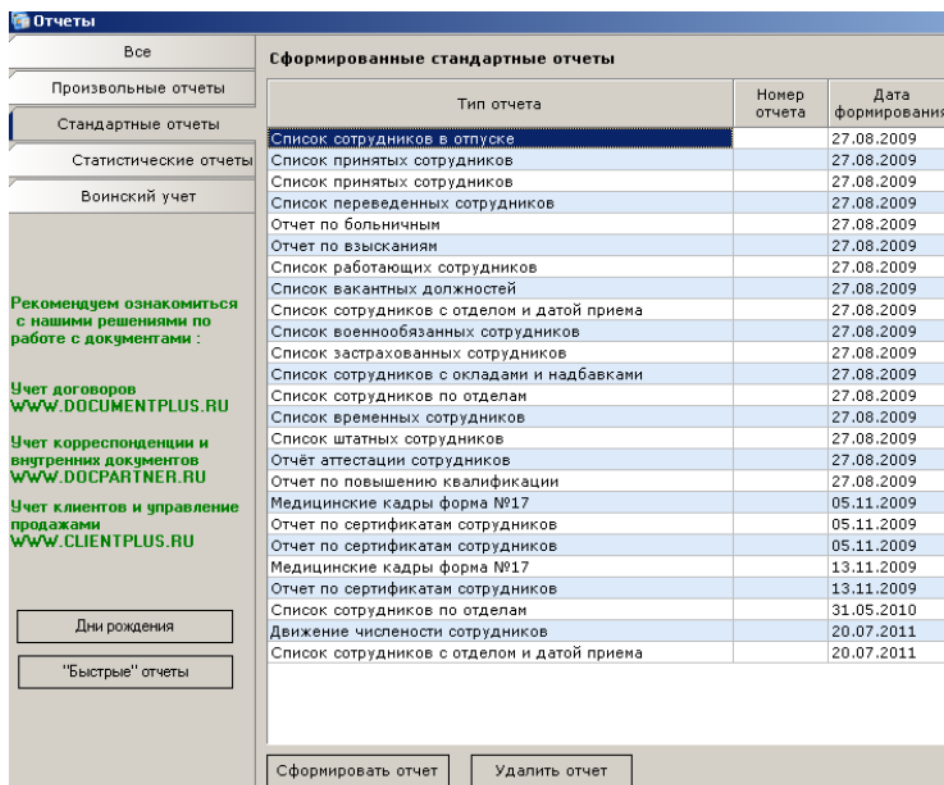 Отчеты
Все
Произвольные отчеты
Стандартные отчеты
Статистические отчеты
Воинский учет
Рекомендуем ознакомиться
с нашими решениями по
работе с документами :
Учет договоров
WWW.DOCUMENTPLUS.RU
Учет корреспонденции и
внутренних документов
WWW.DOCPARTNER.RU
Учет клиентов и управление
продажами
WWW.CLIENTPLUS.RU
Дни рождения
"Быстрые" отчеты
Сформированные стандартные отчеты
Тип отчета
Номер
отчета
Дата
формирования
Список сотрудников в отпуске 27.08.2009
Список принятых сотрудников 27.08.2009
Список принятых сотрудников 27.08.2009
Список переведенных сотрудников 27.08.2009
Отчет по больничным 27.08.2009
Отчет по взысканиям 27.08.2009
Список работающих сотрудников 27.08.2009
Список вакантных должностей 27.08.2009
Список сотрудников с отделом и датой приема 27.08.2009
Список военнообязанных сотрудников 27.08.2009
Список застрахованных сотрудников 27.08.2009
Список сотрудников с окладами и надбавками 27.08.2009
Список сотрудников по отделам 27.08.2009
Список временных сотрудников 27.08.2009
Список штатных сотрудников 27.08.2009
Отчёт аттестации сотрудников 27.08.2009
Отчет по повышению квалификации 27.08.2009
Медицинские кадры форма №17 05.11.2009
Отчет по сертификатам сотрудников 05.11.2009
Отчет по сертификатам сотрудников 05.11.2009
Медицинские кадры форма №17 13.11.2009
Отчет по сертификатам сотрудников 13.11.2009
Список сотрудников по отделам 31.05.2010
Движение числености сотрудников 20.07.2011
Список сотрудников с отделом и датой приема 20.07.2011
Сформировать отчет
Удалить отчет